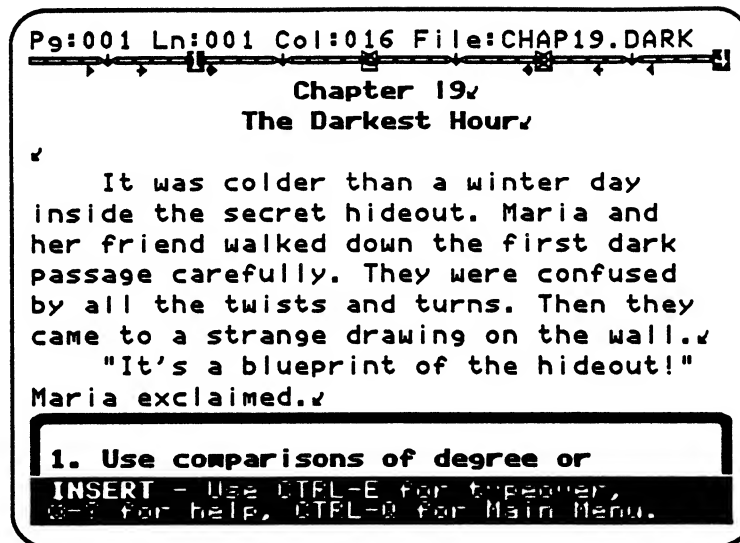 Pg:001 Ln:001 Col:016 File:CHAP19.DARK
Chapter 19
The Darkest Hour
It was colder than a winter day
inside the secret hideout. Maria and
her friend walked down the first dark
passage carefully. They were confused
by all the twists and turns. Then they
came to a strange drawing on the wall.
"It's a blueprint of the hideout!"
Maria exclaimed.
1. Use comparisons of degree or
INSERT - Use CTRL-E for typeover,
for help, CTRL-Q for Main Menu.